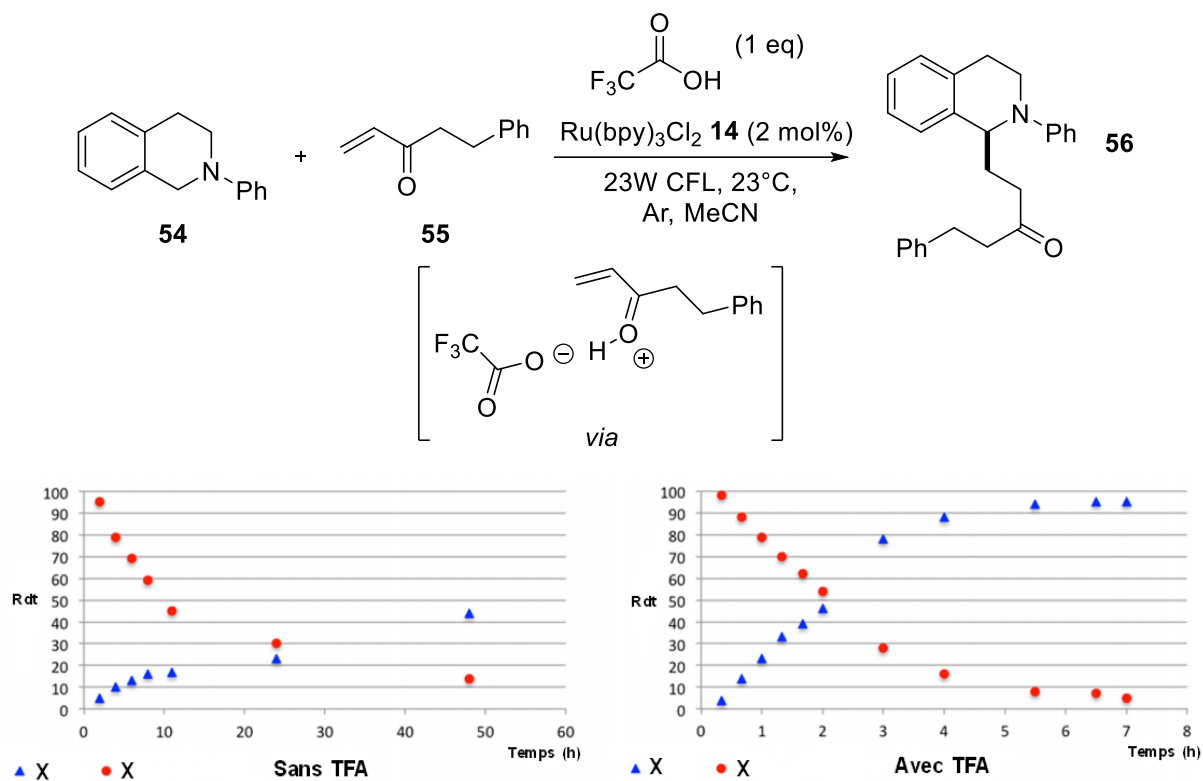 O
F3C OH (1 eq)
Ru(bpy)3Cl2 14 (2 mol%)
23W CFL, 23°C,
Ar, MeCN
N
Ph
54
+
Ph
O
55
N
Ph
Ph
O
56
F3C
O
O
⊖
H
O
⊕
Ph
via
100
90
80
70
60
50
40
30
20
10
0
Rdt
0 10 20 30 40 50 60
Temps (h)
X X
Sans TFA
100
90
80
70
60
50
40
30
20
10
0
Rdt
0 1 2 3 4 5 6 7 8
Temps (h)
X X
Avec TFA